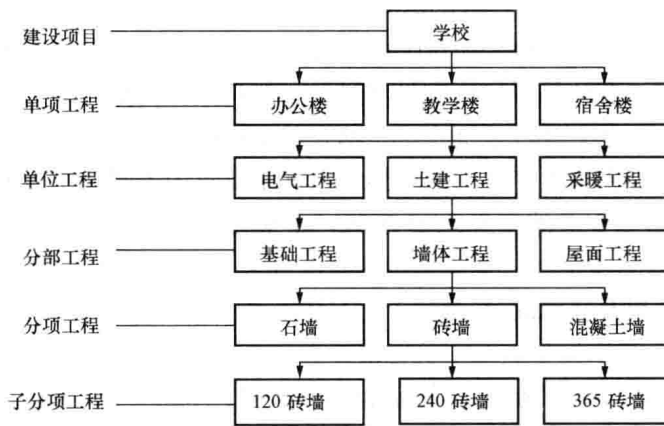 建设项目 学校
单项工程 办公楼 教学楼 宿舍楼
单位工程 电气工程 土建工程 采暖工程
分部工程 基础工程 墙体工程 屋面工程
分项工程 石墙 砖墙 混凝土墙
子分项工程 120 砖墙 240 砖墙 365 砖墙